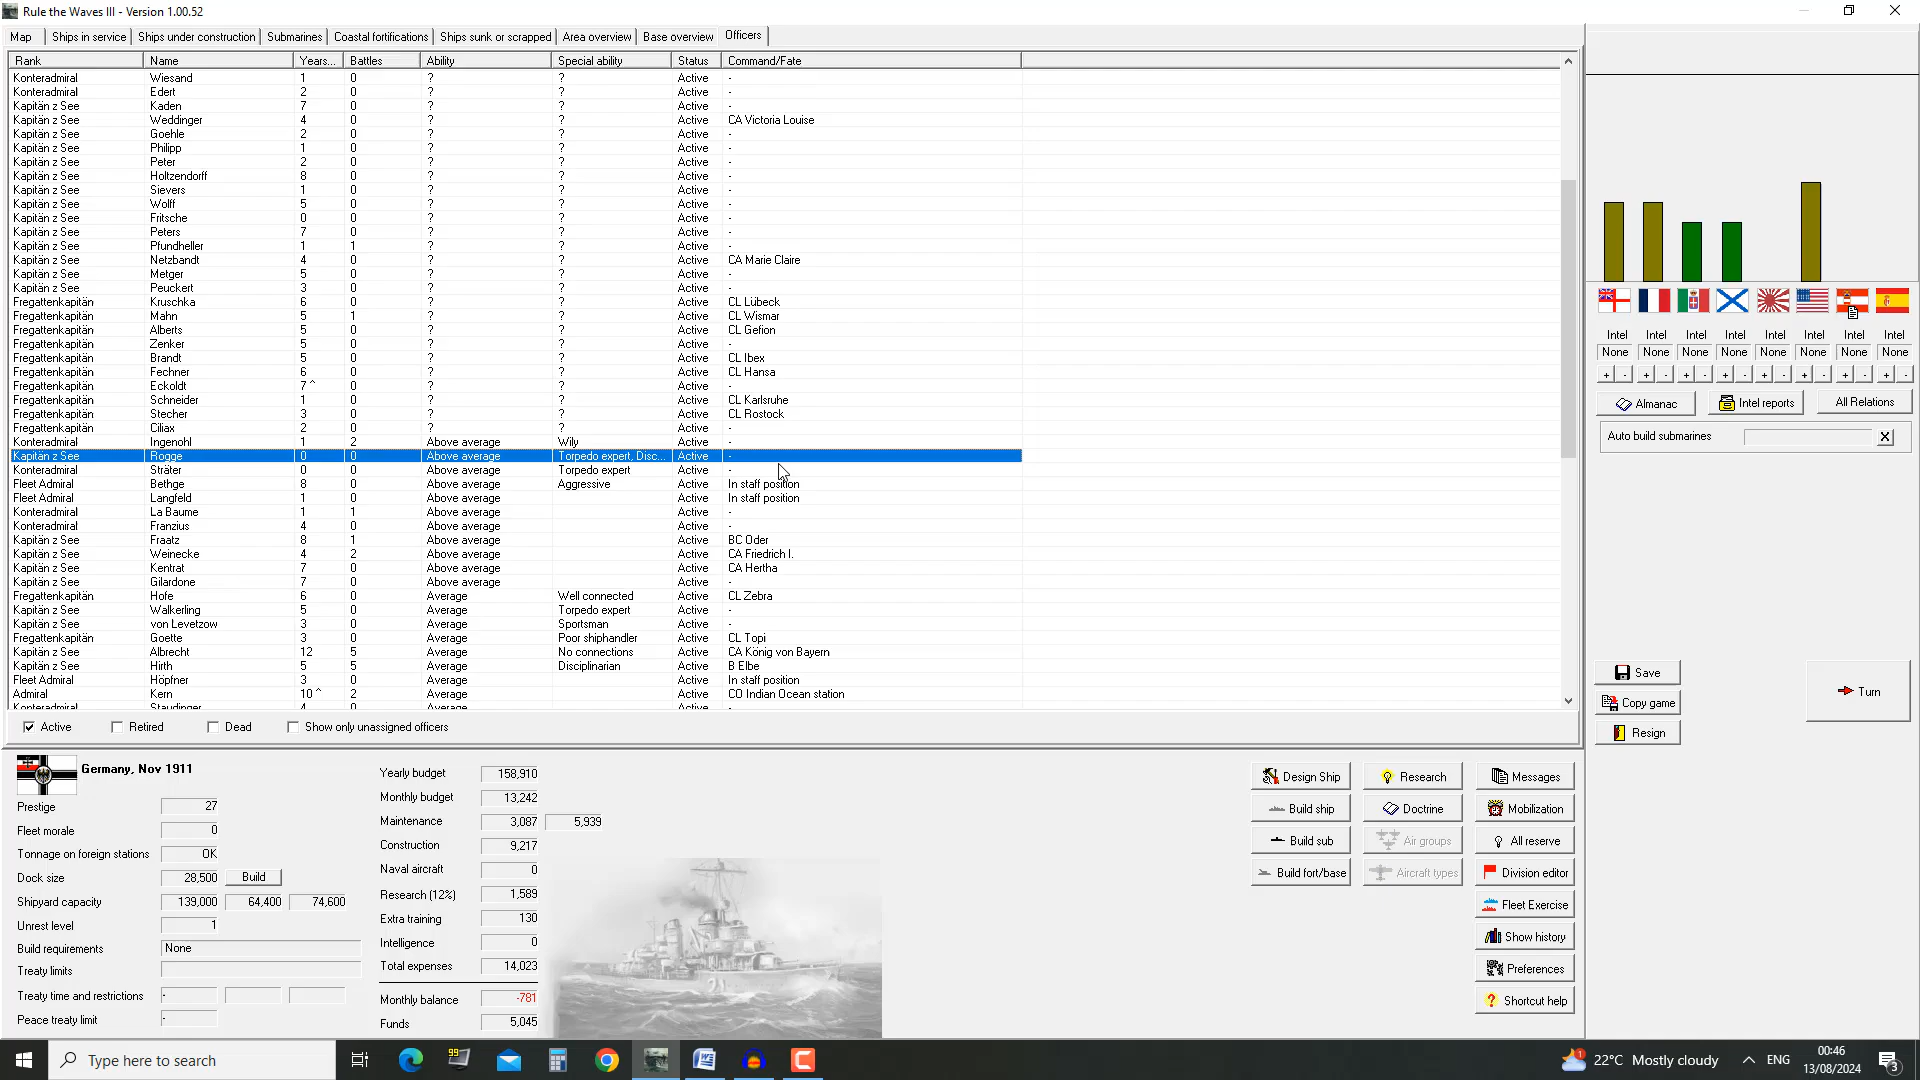 Rule the Waves III - Version 1.00.52
Map Ships in service Ships under construction Submarines Coastal fortifications Ships sunk or scrapped Area overview Base overview Officers
Rank Name Years... Battles Ability Special ability Status Command/Fate
Konteradmiral Wiesand 1 0 ? ? Active -
Konteradmiral Edert 2 0 ? ? Active -
Kapitän z See Kaden 7 0 ? ? Active -
Kapitän z See Weddinger 4 0 ? ? Active CA Victoria Louise
Kapitän z See Goehle 2 0 ? ? Active -
Kapitän z See Philipp 1 0 ? ? Active -
Kapitän z See Peter 2 0 ? ? Active -
Kapitän z See Holtzendorff 8 0 ? ? Active -
Kapitän z See Sievers 1 0 ? ? Active -
Kapitän z See Wolff 5 0 ? ? Active -
Kapitän z See Fritsche 0 0 ? ? Active -
Kapitän z See Peters 7 0 ? ? Active -
Kapitän z See Pfundheller 1 1 ? ? Active -
Kapitän z See Netzbandt 4 0 ? ? Active CA Marie Claire
Kapitän z See Metger 5 0 ? ? Active -
Kapitän z See Peuckert 3 0 ? ? Active -
Fregattenkapitän Kruschka 6 0 ? ? Active CL Lübeck
Fregattenkapitän Mahn 5 1 ? ? Active CL Wismar
Fregattenkapitän Alberts 5 0 ? ? Active CL Gefion
Fregattenkapitän Zenker 5 0 ? ? Active -
Fregattenkapitän Brandt 5 0 ? ? Active CL Ibex
Fregattenkapitän Fechner 6 0 ? ? Active CL Hansa
Fregattenkapitän Eckoldt 7 ^ 0 ? ? Active -
Fregattenkapitän Schneider 1 0 ? ? Active CL Karlsruhe
Fregattenkapitän Stecher 3 0 ? ? Active CL Rostock
Fregattenkapitän Ciliax 2 0 ? ? Active -
Konteradmiral Ingenohl 1 2 Above average Wily Active -
Kapitän z See Rogge 0 0 Above average Torpedo expert, Disc... Active -
Konteradmiral Sträter 0 0 Above average Torpedo expert Active -
Fleet Admiral Bethge 8 0 Above average Aggressive Active In staff position
Fleet Admiral Langfeld 1 0 Above average Active In staff position
Konteradmiral La Baume 1 1 Above average Active -
Konteradmiral Franzius 4 0 Above average Active -
Kapitän z See Fraatz 8 1 Above average Active BC Oder
Kapitän z See Weinecke 4 2 Above average Active CA Friedrich I.
Kapitän z See Kentrat 7 0 Above average Active CA Hertha
Kapitän z See Gilardone 7 0 Above average Active -
Fregattenkapitän Hofe 6 0 Average Well connected Active CL Zebra
Kapitän z See Walkerling 5 0 Average Torpedo expert Active -
Kapitän z See von Levetzow 3 0 Average Sportsman Active -
Fregattenkapitän Goette 3 0 Average Poor shiphandler Active CL Topi
Kapitän z See Albrecht 12 5 Average No connections Active CA König von Bayern
Kapitän z See Hirth 5 5 Average Disciplinarian Active B Elbe
Fleet Admiral Höpfner 3 0 Average Active In staff position
Admiral Kern 10 ^ 2 Average Active CO Indian Ocean station
Konteradmiral Staudinger 4 0 Average Active -
Active Retired Dead Show only unassigned officers
Intel Intel Intel Intel Intel Intel Intel Intel
None None None None None None None None
+ - + - + - + - + - + - + - + -
Almanac Intel reports All Relations
Auto build submarines X
Save
Copy game
Resign
Turn
Germany, Nov 1911
Prestige 27
Fleet morale 0
Tonnage on foreign stations OK
Dock size 28,500 Build
Shipyard capacity 139,000 64,400 74,600
Unrest level 1
Build requirements None
Treaty limits
Treaty time and restrictions -
Peace treaty limit -
Yearly budget 158,910
Monthly budget 13,242
Maintenance 3,087 5,939
Construction 9,217
Naval aircraft 0
Research (12%) 1,589
Extra training 130
Intelligence 0
Total expenses 14,023
Monthly balance -781
Funds 5,045
Design Ship Research Messages
Build ship Doctrine Mobilization
Build sub Air groups All reserve
Build fort/base Aircraft types Division editor
Fleet Exercise
Show history
Preferences
Shortcut help
Type here to search
99
22°C Mostly cloudy
ENG
00:46
13/08/2024
3